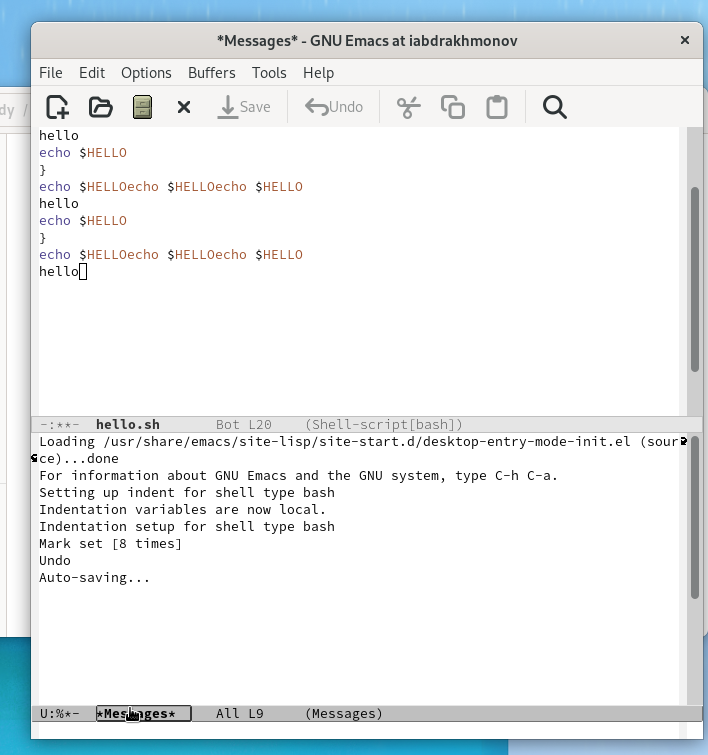 *Messages* - GNU Emacs at iabdrakhmonov
dy /
File Edit Options Buffers Tools Help
Save Undo
hello
echo $HELLO
}
echo $HELLOecho $HELLOecho $HELLO
hello
echo $HELLO
}
echo $HELLOecho $HELLOecho $HELLO
hello
-:**- hello.sh Bot L20 (Shell-script[bash])
Loading /usr/share/emacs/site-lisp/site-start.d/desktop-entry-mode-init.el (sour
ce)...done
For information about GNU Emacs and the GNU system, type C-h C-a.
Setting up indent for shell type bash
Indentation variables are now local.
Indentation setup for shell type bash
Mark set [8 times]
Undo
Auto-saving...
U:%*- *Messages* All L9 (Messages)